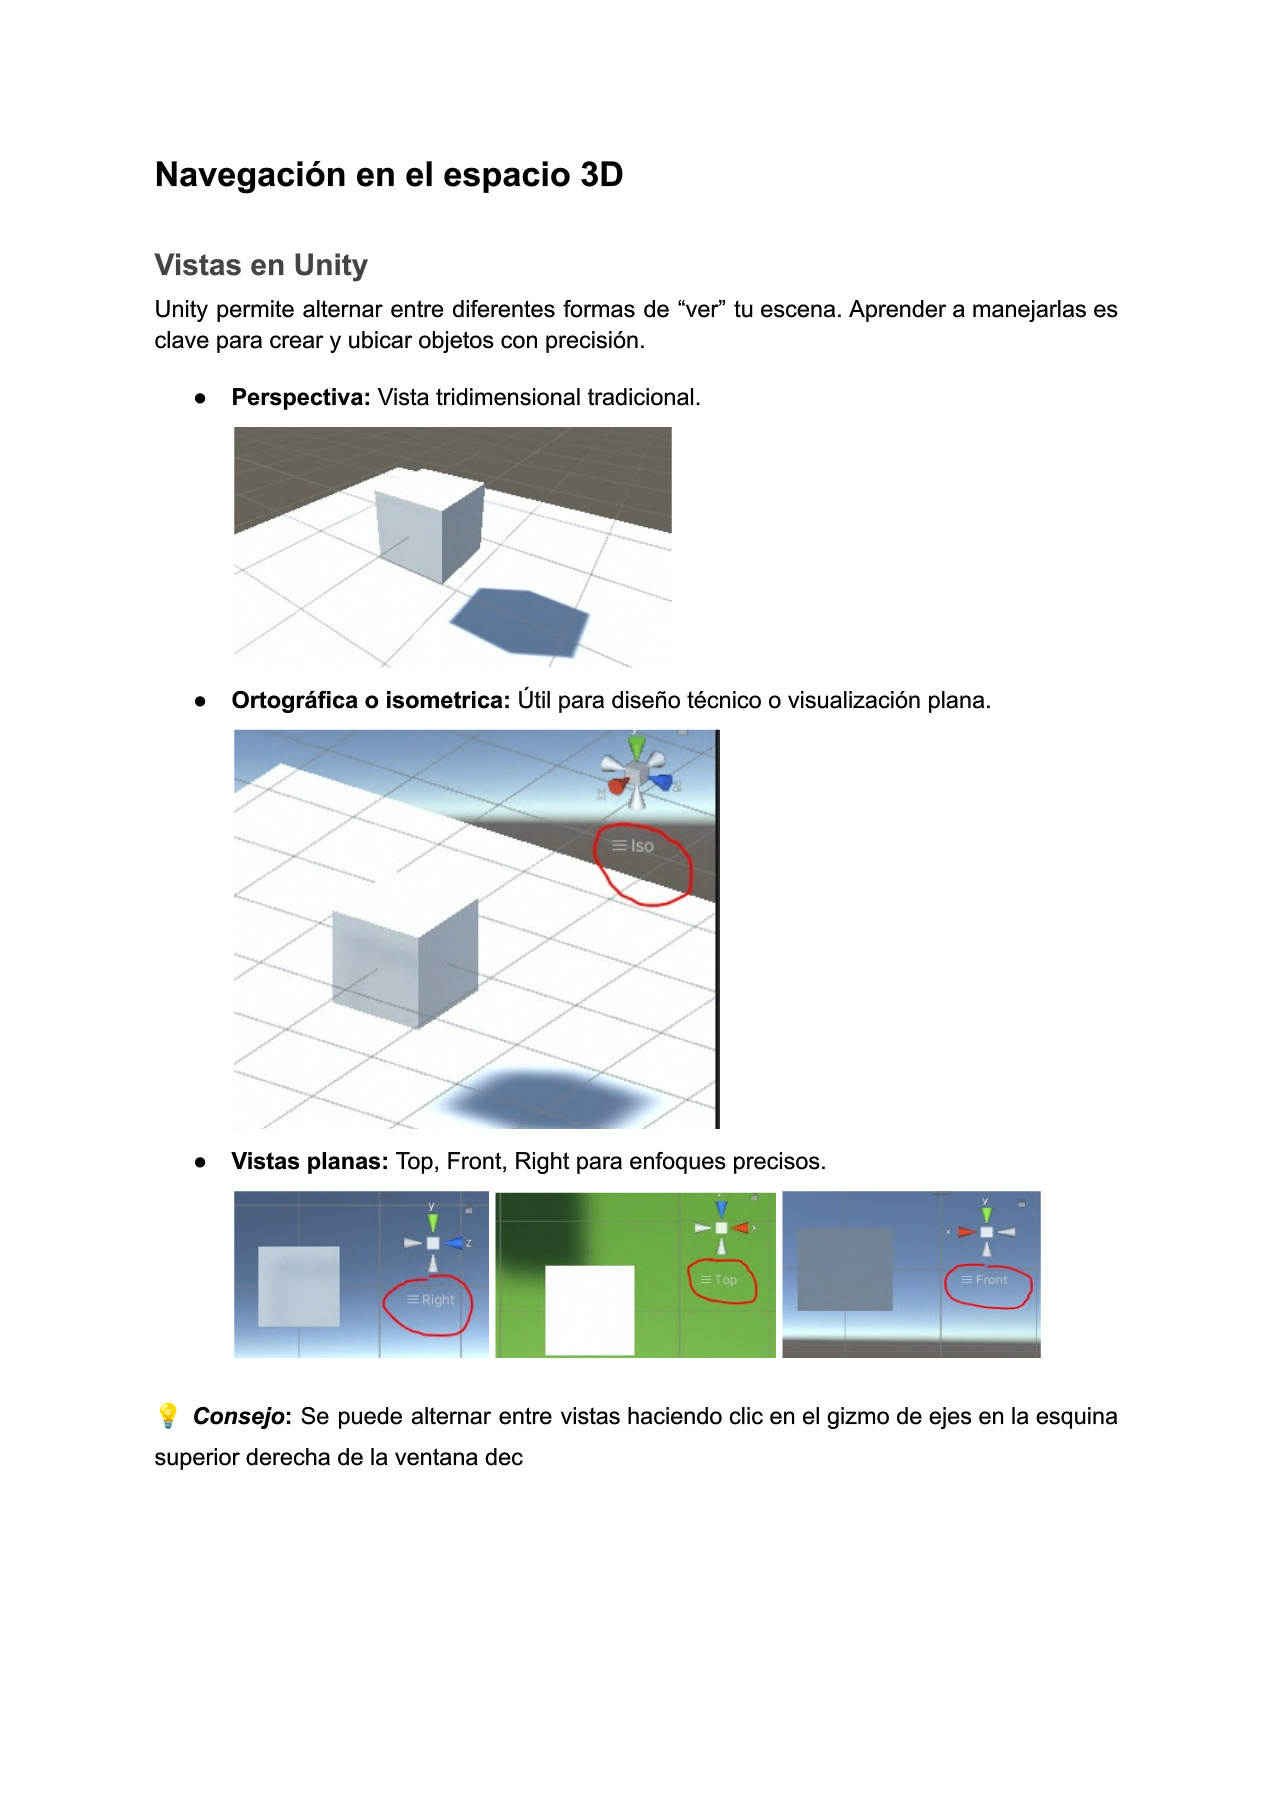 Navegación en el espacio 3D
Vistas en Unity
Unity permite alternar entre diferentes formas de “ver” tu escena. Aprender a manejarlas es
clave para crear y ubicar objetos con precisión.
● Perspectiva: Vista tridimensional tradicional.
● Ortográfica o isometrica: Útil para diseño técnico o visualización plana.
y
x
z
Iso
● Vistas planas: Top, Front, Right para enfoques precisos.
y
z
Right
z
x
Top
y
x
Front
💡 Consejo: Se puede alternar entre vistas haciendo clic en el gizmo de ejes en la esquina
superior derecha de la ventana dec